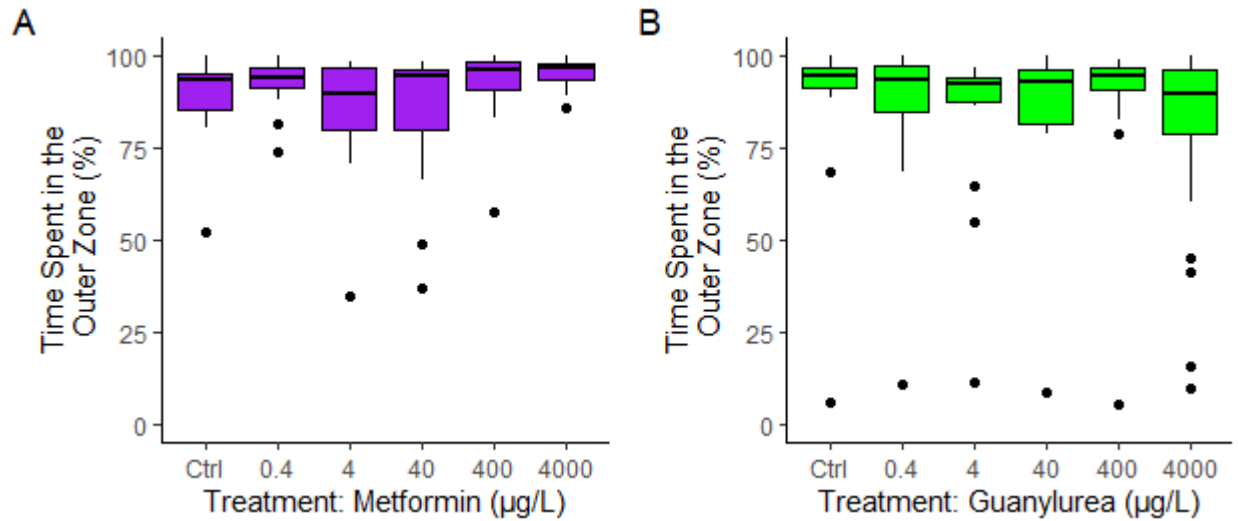 A
Time Spent in the
Outer Zone (%)
100
75
50
25
0
Ctrl 0.4 4 40 400 4000
Treatment: Metformin (µg/L)
B
Time Spent in the
Outer Zone (%)
100
75
50
25
0
Ctrl 0.4 4 40 400 4000
Treatment: Guanylurea (µg/L)